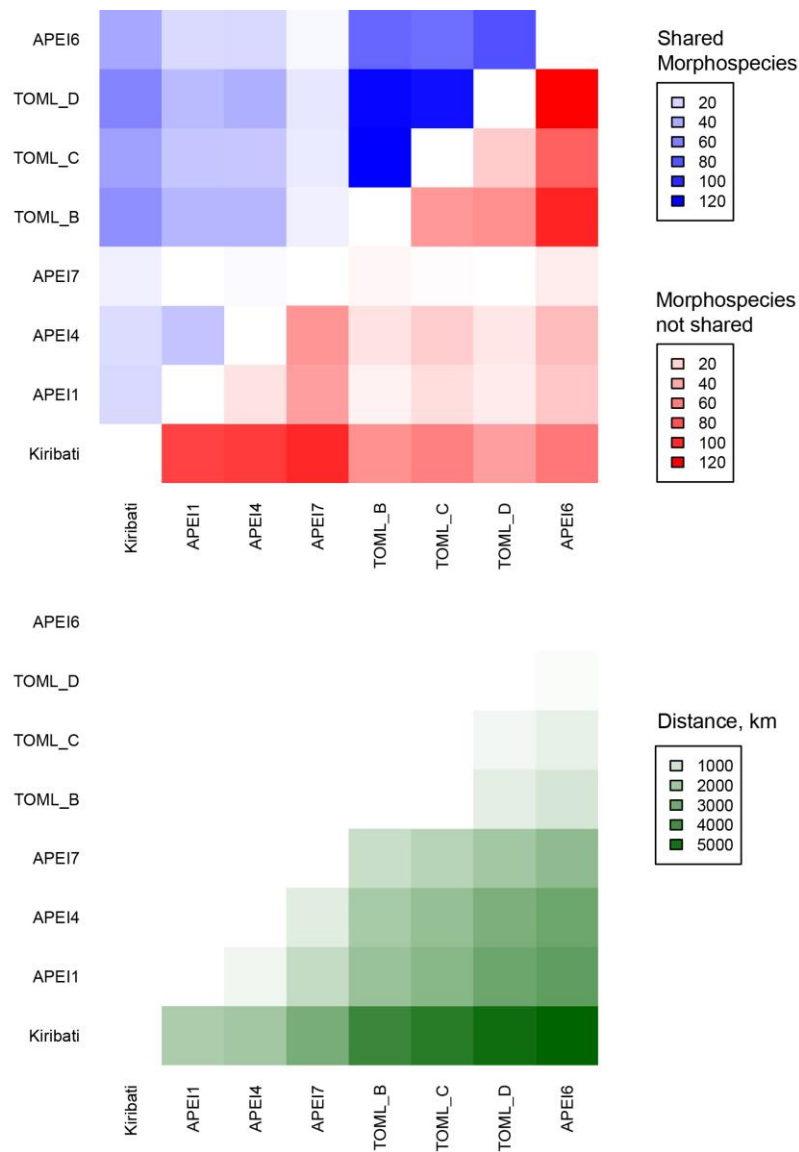 APEI6
TOML_D
TOML_C
TOML_B
APEI7
APEI4
APEI1
Kiribati
Kiribati
APEI1
APEI4
APEI7
TOML_B
TOML_C
TOML_D
APEI6
Shared
Morphospecies
20
40
60
80
100
120
Morphospecies
not shared
20
40
60
80
100
120
APEI6
TOML_D
TOML_C
TOML_B
APEI7
APEI4
APEI1
Kiribati
Kiribati
APEI1
APEI4
APEI7
TOML_B
TOML_C
TOML_D
APEI6
Distance, km
1000
2000
3000
4000
5000